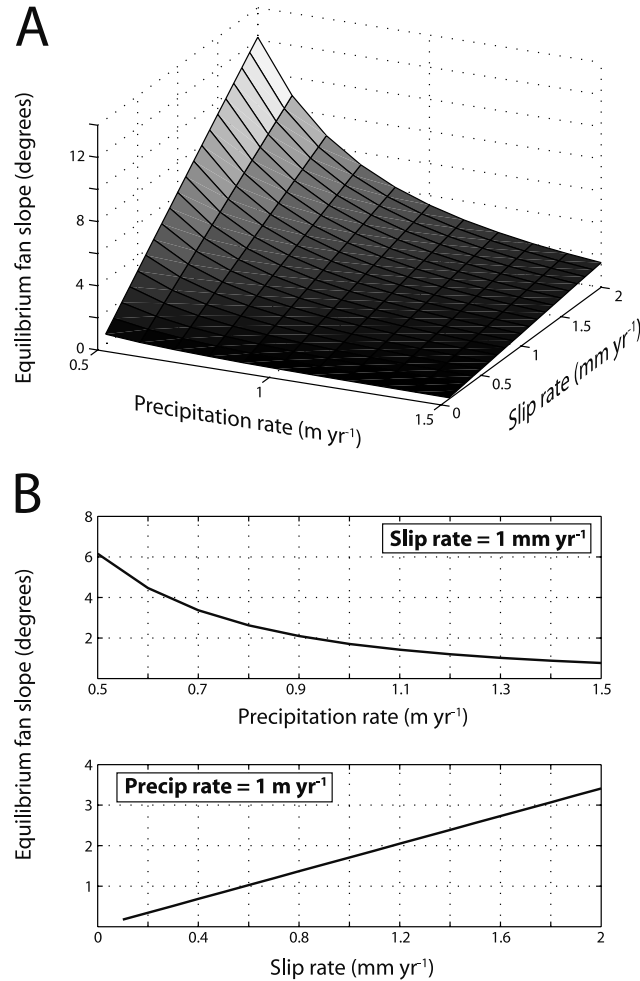 A
Equilibrium fan slope (degrees)
12
8
4
0
0.5
1
1.5
Precipitation rate (m yr-1)
0
0.5
1
1.5
2
Slip rate (mm yr-1)
B
Equilibrium fan slope (degrees)
8
6
4
2
Slip rate = 1 mm yr-1
0.5 0.7 0.9 1.1 1.3 1.5
Precipitation rate (m yr-1)
4
3
2
1
Precip rate = 1 m yr-1
0 0.4 0.8 1.2 1.6 2
Slip rate (mm yr-1)